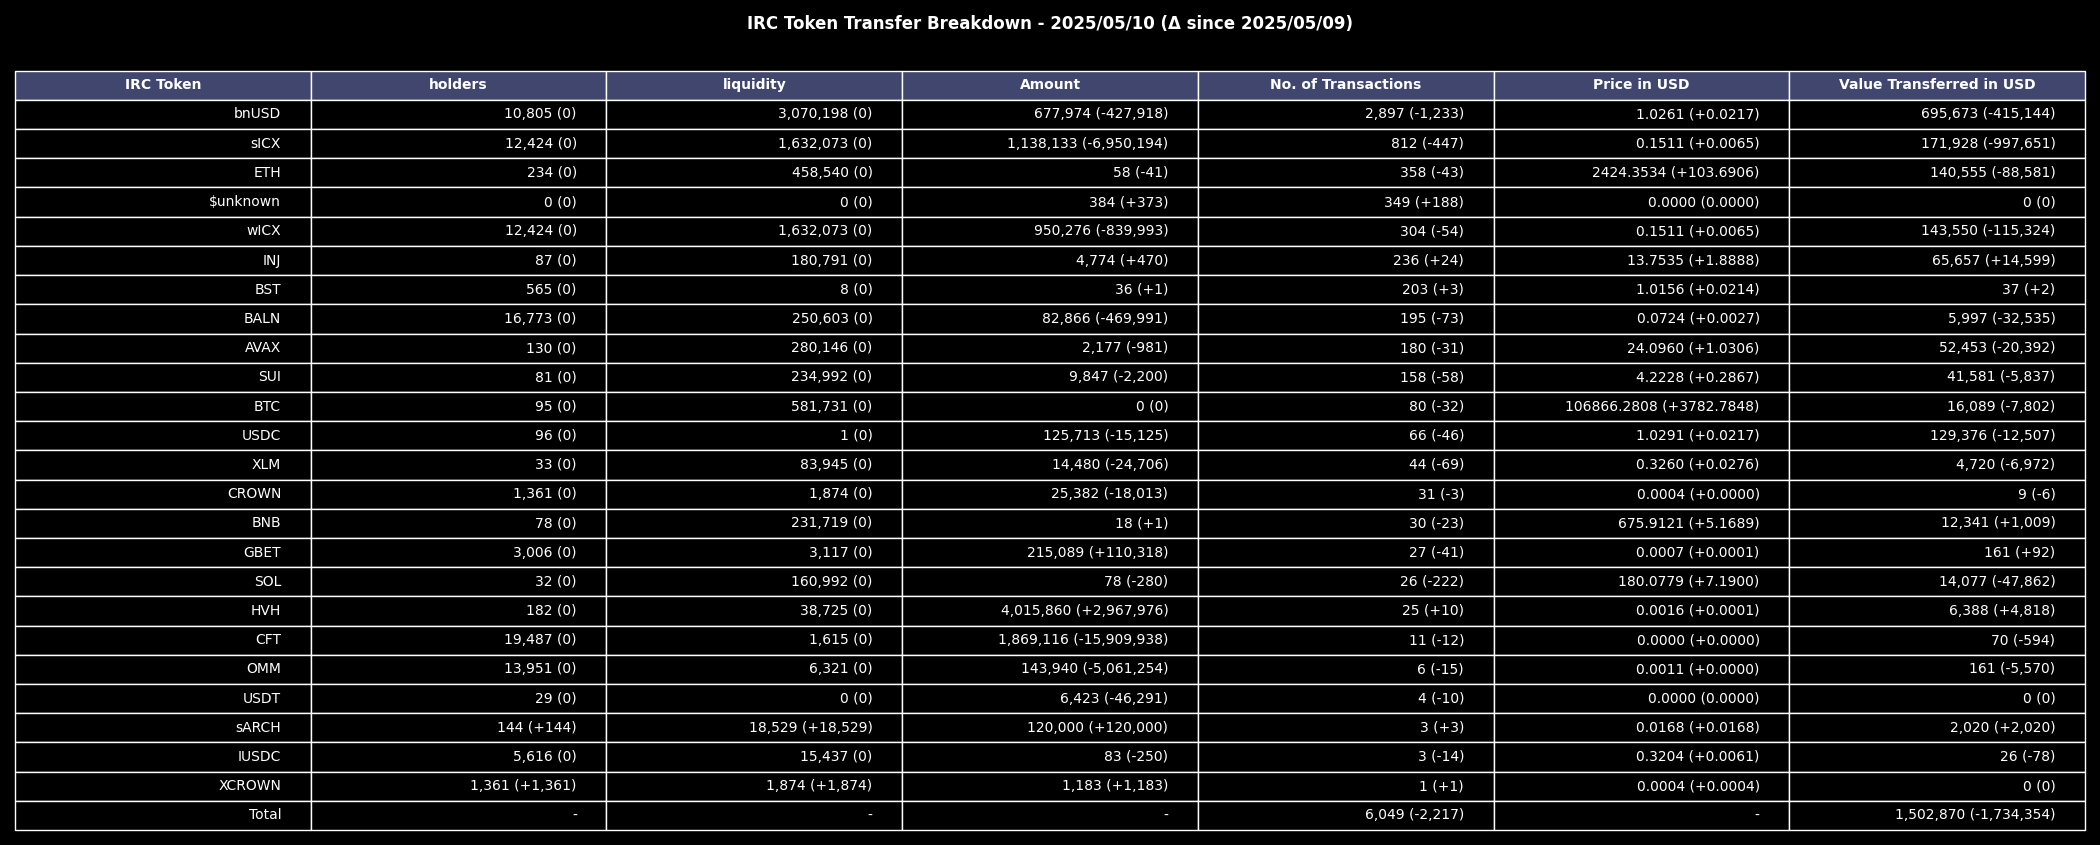 IRC Token Transfer Breakdown - 2025/05/10 (Δ since 2025/05/09)
IRC Token holders liquidity Amount No. of Transactions Price in USD Value Transferred in USD
bnUSD 10,805 (0) 3,070,198 (0) 677,974 (-427,918) 2,897 (-1,233) 1.0261 (+0.0217) 695,673 (-415,144)
sICX 12,424 (0) 1,632,073 (0) 1,138,133 (-6,950,194) 812 (-447) 0.1511 (+0.0065) 171,928 (-997,651)
ETH 234 (0) 458,540 (0) 58 (-41) 358 (-43) 2424.3534 (+103.6906) 140,555 (-88,581)
$unknown 0 (0) 0 (0) 384 (+373) 349 (+188) 0.0000 (0.0000) 0 (0)
wICX 12,424 (0) 1,632,073 (0) 950,276 (-839,993) 304 (-54) 0.1511 (+0.0065) 143,550 (-115,324)
INJ 87 (0) 180,791 (0) 4,774 (+470) 236 (+24) 13.7535 (+1.8888) 65,657 (+14,599)
BST 565 (0) 8 (0) 36 (+1) 203 (+3) 1.0156 (+0.0214) 37 (+2)
BALN 16,773 (0) 250,603 (0) 82,866 (-469,991) 195 (-73) 0.0724 (+0.0027) 5,997 (-32,535)
AVAX 130 (0) 280,146 (0) 2,177 (-981) 180 (-31) 24.0960 (+1.0306) 52,453 (-20,392)
SUI 81 (0) 234,992 (0) 9,847 (-2,200) 158 (-58) 4.2228 (+0.2867) 41,581 (-5,837)
BTC 95 (0) 581,731 (0) 0 (0) 80 (-32) 106866.2808 (+3782.7848) 16,089 (-7,802)
USDC 96 (0) 1 (0) 125,713 (-15,125) 66 (-46) 1.0291 (+0.0217) 129,376 (-12,507)
XLM 33 (0) 83,945 (0) 14,480 (-24,706) 44 (-69) 0.3260 (+0.0276) 4,720 (-6,972)
CROWN 1,361 (0) 1,874 (0) 25,382 (-18,013) 31 (-3) 0.0004 (+0.0000) 9 (-6)
BNB 78 (0) 231,719 (0) 18 (+1) 30 (-23) 675.9121 (+5.1689) 12,341 (+1,009)
GBET 3,006 (0) 3,117 (0) 215,089 (+110,318) 27 (-41) 0.0007 (+0.0001) 161 (+92)
SOL 32 (0) 160,992 (0) 78 (-280) 26 (-222) 180.0779 (+7.1900) 14,077 (-47,862)
HVH 182 (0) 38,725 (0) 4,015,860 (+2,967,976) 25 (+10) 0.0016 (+0.0001) 6,388 (+4,818)
CFT 19,487 (0) 1,615 (0) 1,869,116 (-15,909,938) 11 (-12) 0.0000 (+0.0000) 70 (-594)
OMM 13,951 (0) 6,321 (0) 143,940 (-5,061,254) 6 (-15) 0.0011 (+0.0000) 161 (-5,570)
USDT 29 (0) 0 (0) 6,423 (-46,291) 4 (-10) 0.0000 (0.0000) 0 (0)
sARCH 144 (+144) 18,529 (+18,529) 120,000 (+120,000) 3 (+3) 0.0168 (+0.0168) 2,020 (+2,020)
IUSDC 5,616 (0) 15,437 (0) 83 (-250) 3 (-14) 0.3204 (+0.0061) 26 (-78)
XCROWN 1,361 (+1,361) 1,874 (+1,874) 1,183 (+1,183) 1 (+1) 0.0004 (+0.0004) 0 (0)
Total - - - 6,049 (-2,217) - 1,502,870 (-1,734,354)